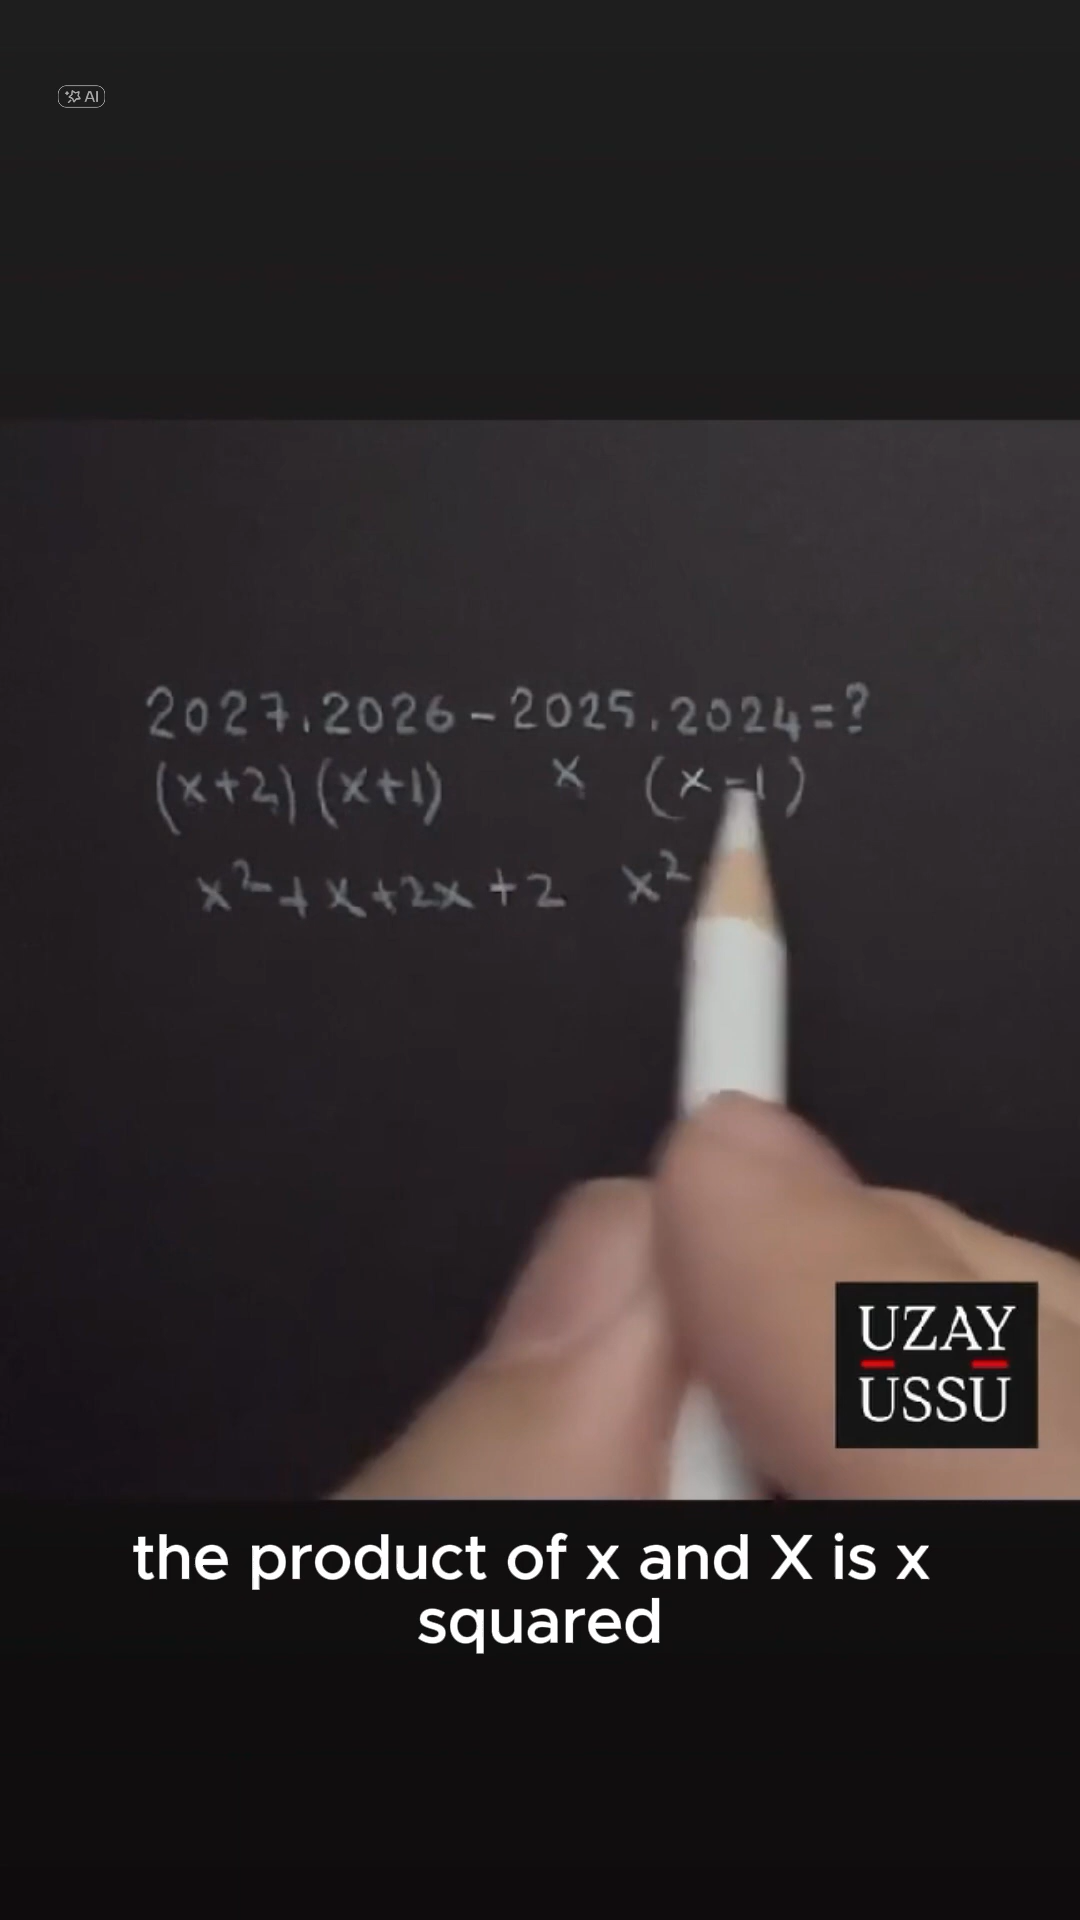 AI
2027.2026-2025.2024=?
(x+2)(x+1) x (x-1)
x²+x+2x+2 x²
UZAY
USSU
the product of x and X is x
squared